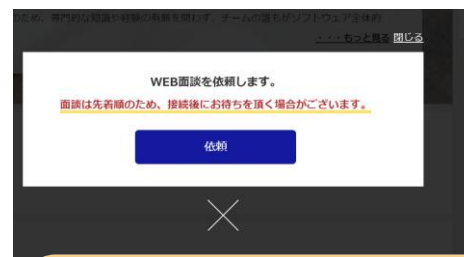 のため、専門的な知識や経験の有無を問わず、チームの誰もがソフトウェア全体的
・・・もっと見る 閉じる
WEB面談を依頼します。
面談は先着順のため、接続後にお待ちを頂く場合がございます。
依頼